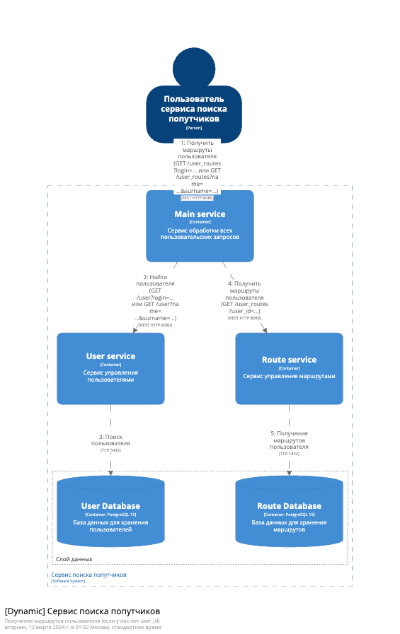 Пользователь
сервиса поиска
попутчиков
[Person]
1: Получить
маршруты
пользователя
(GET /user_routes
?login=... или GET
/user_routes?na
me=
...&surname=...)
[REST HTTP:8080]
Main service
[Container]
Сервис обработки всех
пользовательских запросов
2: Найти
пользователя
(GET
/user?login=...
или GET /user?na
me=
...&surname=...)
[REST HTTP:8080]
4: Получить
маршруты
пользователя
(GET /user_routes
?user_id=...)
[REST HTTP:8080]
User service
[Container]
Сервис управления
пользователями
Route service
[Container]
Сервис управления маршрутами
3: Поиск
пользователя
[TCP:5432]
5: Получение
маршрутов
пользователя
[TCP:5432]
User Database
[Container: PostgreSQL 15]
База данных для хранения
пользователей
Route Database
[Container: PostgreSQL 15]
База данных для хранения
маршрутов
Слой данных
Сервис поиска попутчиков
[Software System]
[Dynamic] Сервис поиска попутчиков
Получение маршрутов пользователя (если у нас нет user_id)
вторник, 12 марта 2024 г. в 01:32 Москва, стандартное время